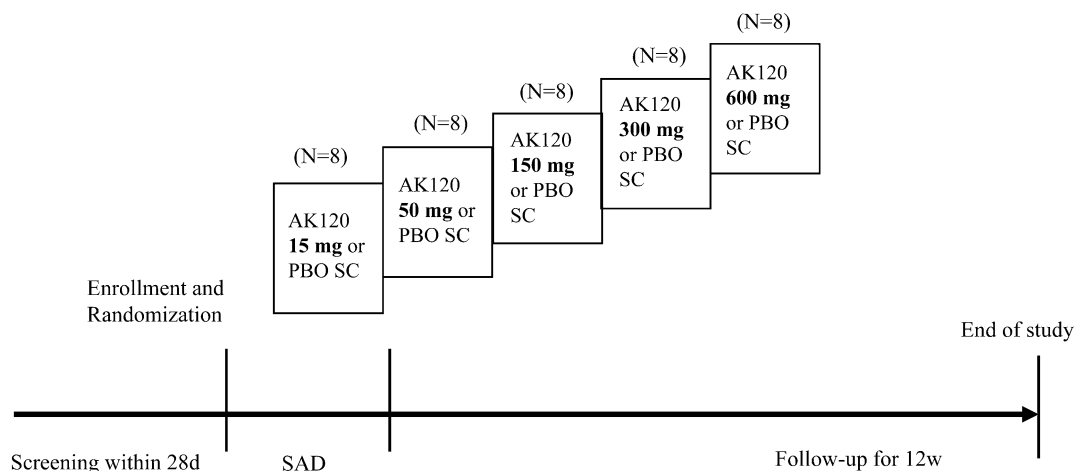 (N=8)
AK120
15 mg or
PBO SC
(N=8)
AK120
50 mg or
PBO SC
(N=8)
AK120
150 mg
or PBO
SC
(N=8)
AK120
300 mg
or PBO
SC
(N=8)
AK120
600 mg
or PBO
SC
Enrollment and
Randomization
End of study
Screening within 28d
SAD
Follow-up for 12w